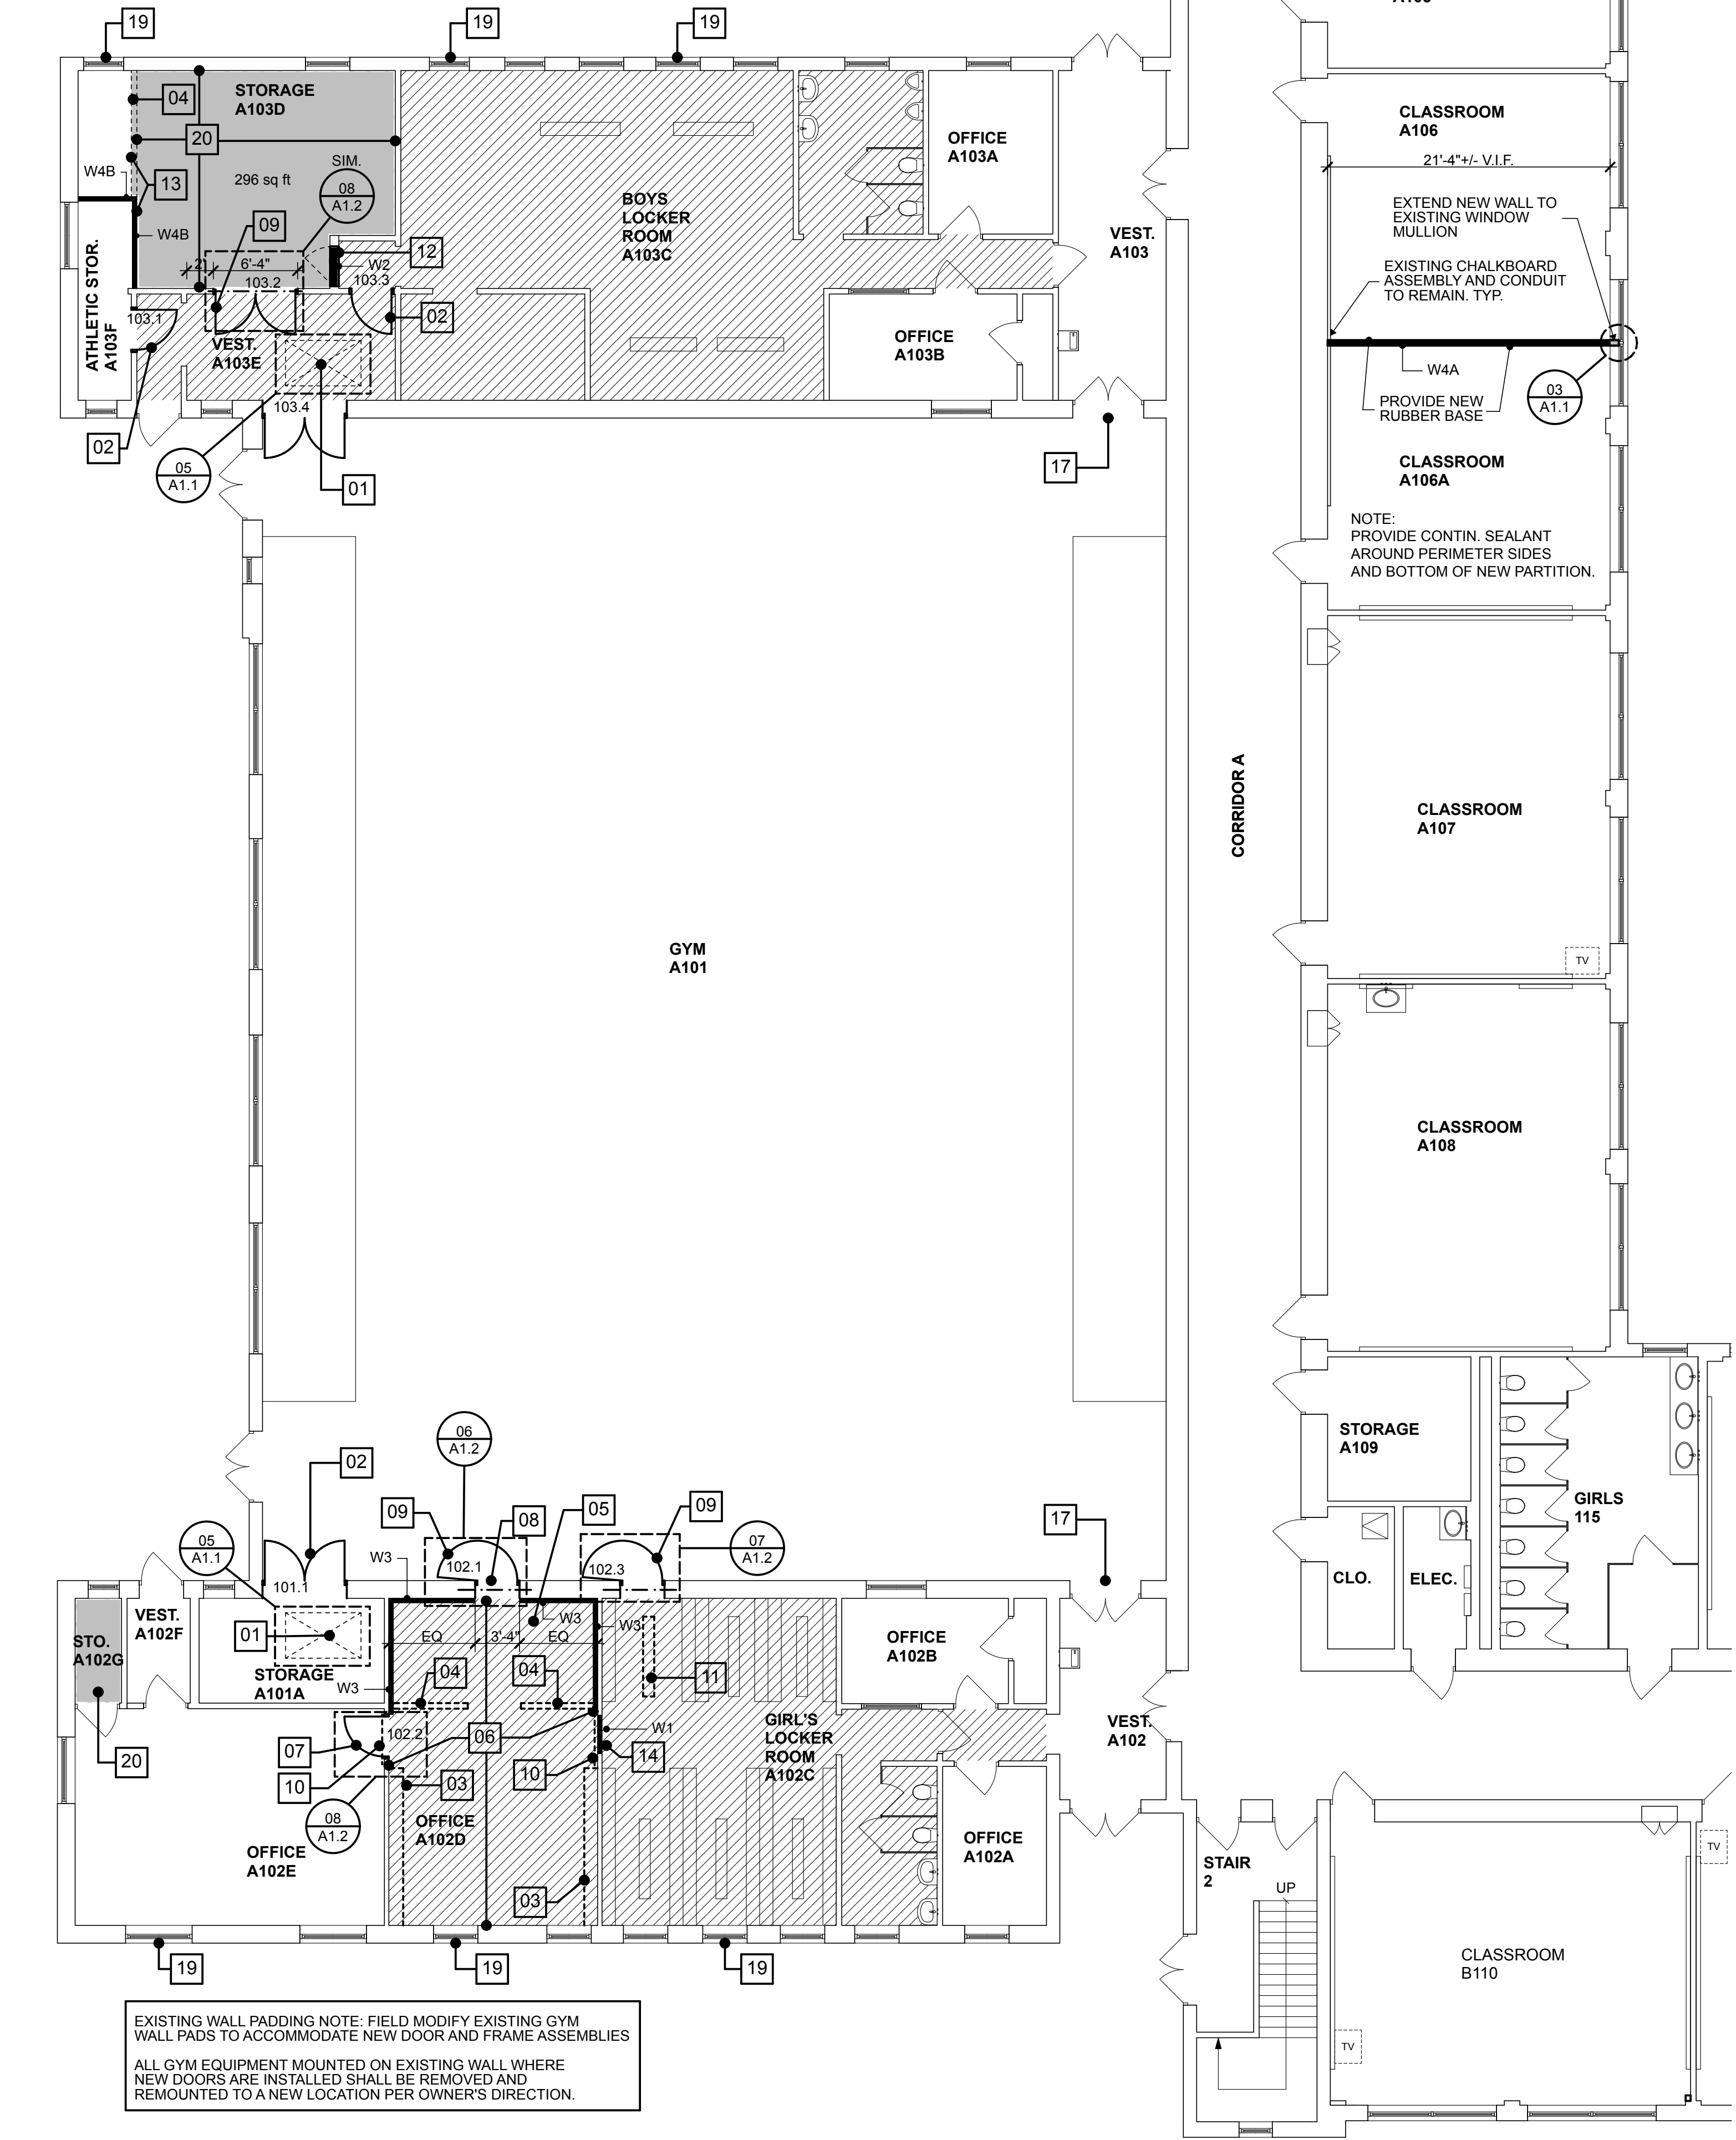 19
19
19
04
STORAGE
A103D
20
SIM.
08
A1.2
W4B
13
296 sq ft
W4B
09
2'
6'-4"
103.2
12
W2
103.3
02
103.1
ATHLETIC STOR.
A103F
VEST.
A103E
103.4
02
05
A1.1
01
BOYS
LOCKER
ROOM
A103C
OFFICE
A103A
OFFICE
A103B
VEST.
A103
17
CLASSROOM
A106
21'-4"+/- V.I.F.
EXTEND NEW WALL TO
EXISTING WINDOW
MULLION
EXISTING CHALKBOARD
ASSEMBLY AND CONDUIT
TO REMAIN. TYP.
W4A
PROVIDE NEW
RUBBER BASE
03
A1.1
CLASSROOM
A106A
NOTE:
PROVIDE CONTIN. SEALANT
AROUND PERIMETER SIDES
AND BOTTOM OF NEW PARTITION.
CORRIDOR A
CLASSROOM
A107
TV
GYM
A101
CLASSROOM
A108
STORAGE
A109
GIRLS
115
CLO.
ELEC.
02
06
A1.2
09
08
05
09
07
A1.2
17
05
A1.1
W3
101.1
102.1
102.3
VEST.
A102F
01
STO.
A102G
STORAGE
A101A
W3
EQ
3'-4"
EQ
W3
W3
04
04
11
OFFICE
A102B
07
102.2
06
W1
14
GIRL'S
LOCKER
ROOM
A102C
VEST.
A102
20
10
03
10
08
A1.2
OFFICE
A102D
OFFICE
A102E
03
OFFICE
A102A
STAIR
2
UP
TV
CLASSROOM
B110
TV
19
19
19
EXISTING WALL PADDING NOTE: FIELD MODIFY EXISTING GYM
WALL PADS TO ACCOMMODATE NEW DOOR AND FRAME ASSEMBLIES
ALL GYM EQUIPMENT MOUNTED ON EXISTING WALL WHERE
NEW DOORS ARE INSTALLED SHALL BE REMOVED AND
REMOUNTED TO A NEW LOCATION PER OWNER'S DIRECTION.